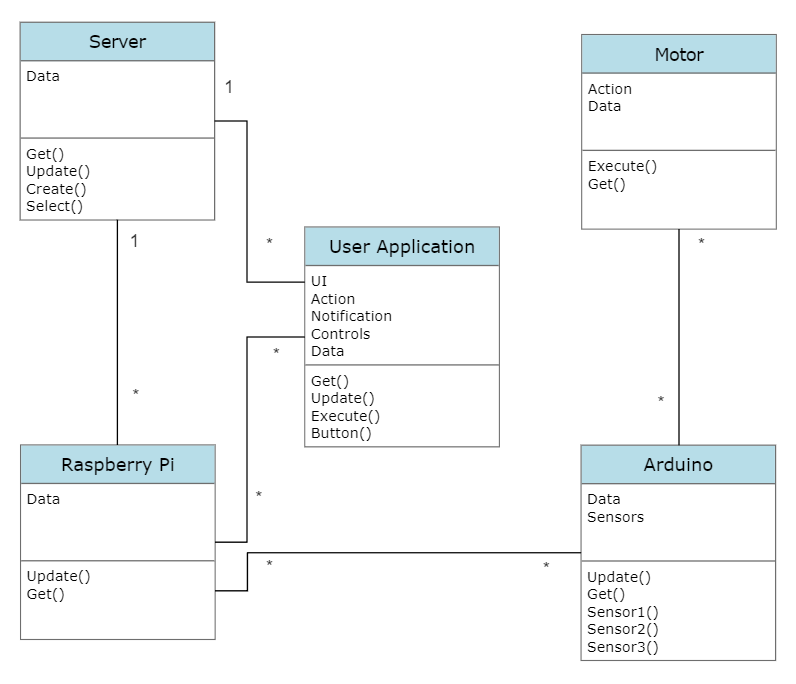 Server
Data
Get()
Update()
Create()
Select()
1
1
*
*
User Application
UI
Action
Notification
Controls
Data
Get()
Update()
Execute()
Button()
*
*
Motor
Action
Data
Execute()
Get()
*
*
Raspberry Pi
Data
Update()
Get()
*
*
Arduino
Data
Sensors
Update()
Get()
Sensor1()
Sensor2()
Sensor3()